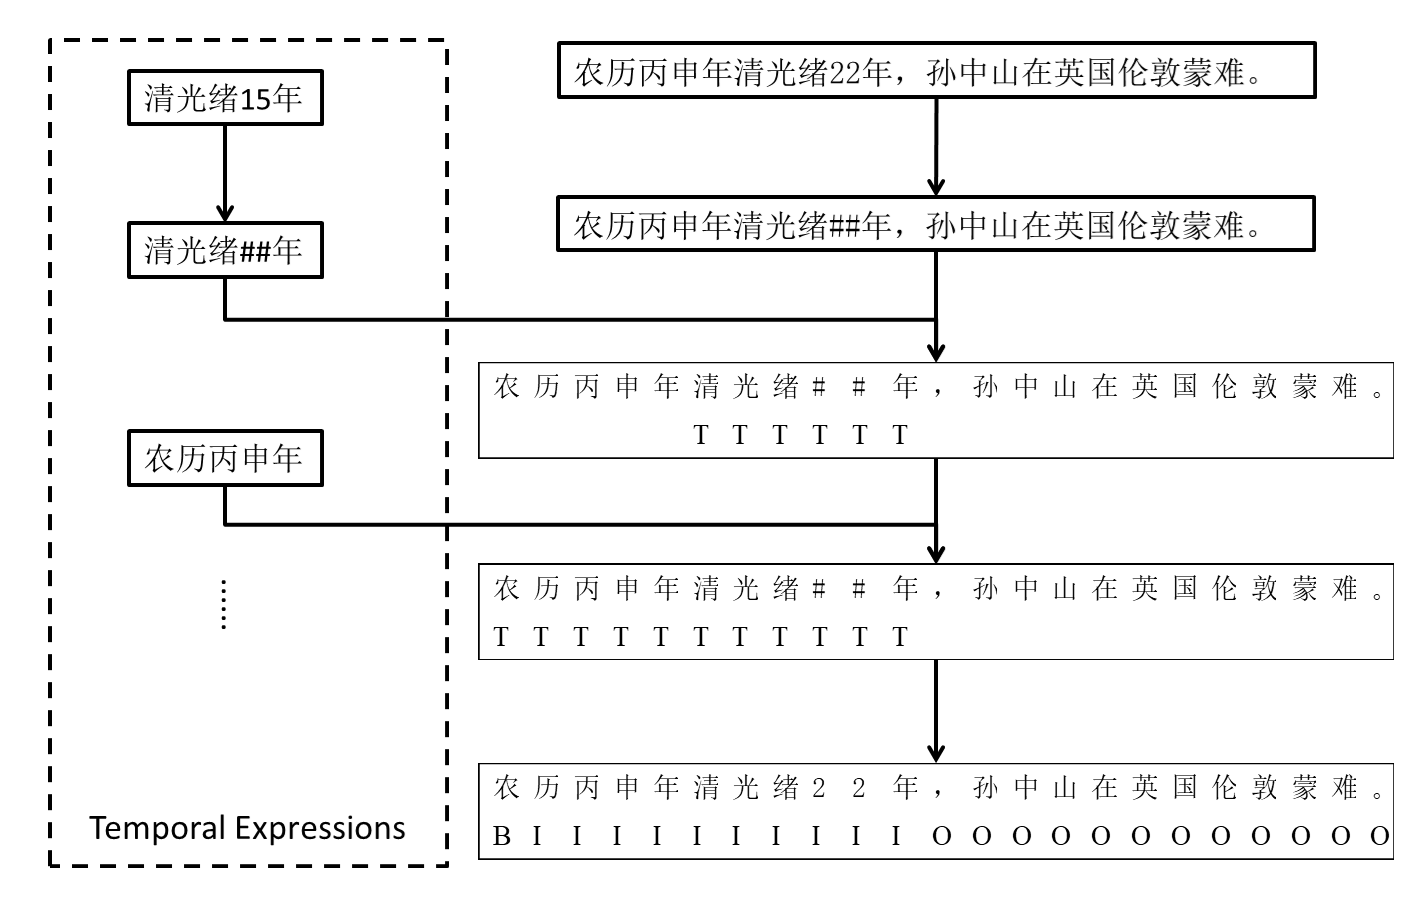 清光绪15年
清光绪##年
农历丙申年
……
Temporal Expressions
农历丙申年清光绪22年，孙中山在英国伦敦蒙难。
农历丙申年清光绪##年，孙中山在英国伦敦蒙难。
农 历 丙 申 年 清 光 绪 # # 年 ， 孙 中 山 在 英 国 伦 敦 蒙 难 。
T T T T T T
农 历 丙 申 年 清 光 绪 # # 年 ， 孙 中 山 在 英 国 伦 敦 蒙 难 。
T T T T T T T T T T T
农 历 丙 申 年 清 光 绪 2 2 年 ， 孙 中 山 在 英 国 伦 敦 蒙 难 。
B I I I I I I I I I I O O O O O O O O O O O O